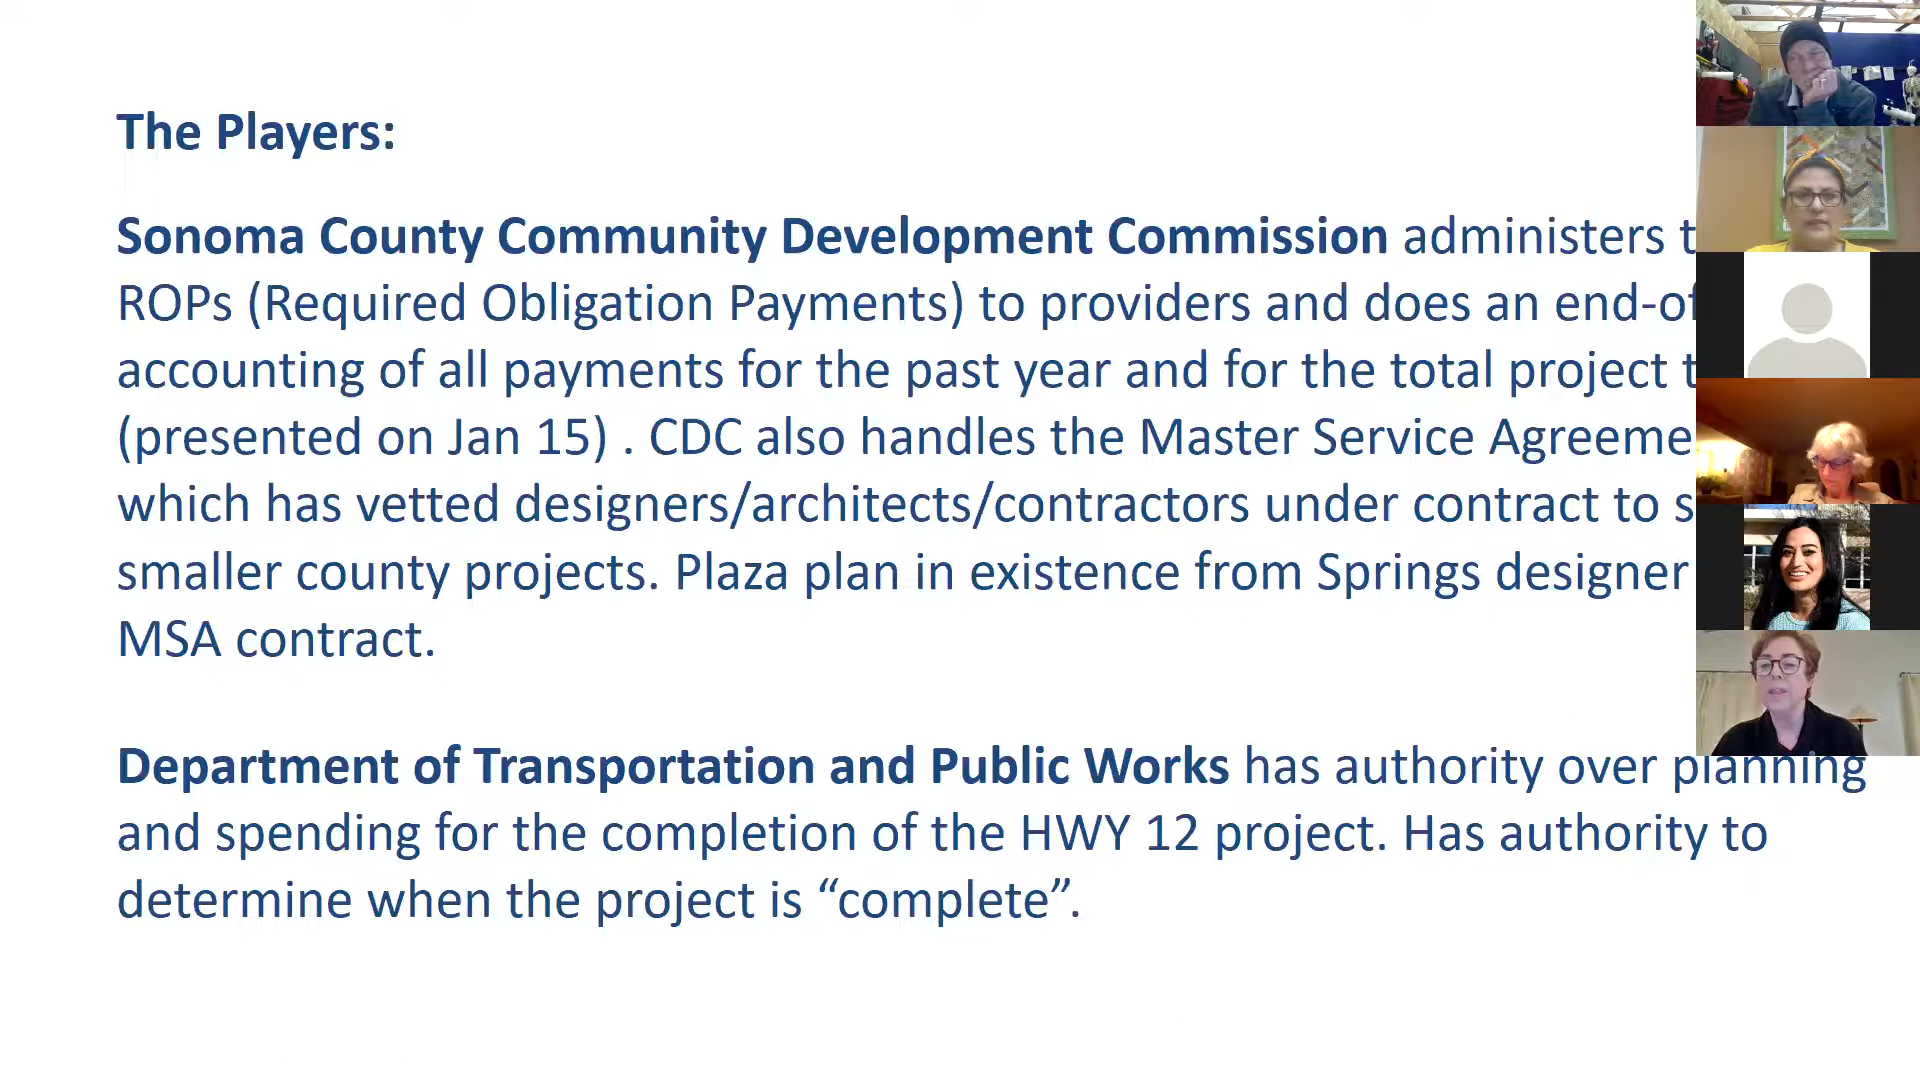 The Players:
Sonoma County Community Development Commission administers
ROPs (Required Obligation Payments) to providers and does an end-of
accounting of all payments for the past year and for the total project
(presented on Jan 15) . CDC also handles the Master Service
which has vetted designers/architects/contractors under contract to
smaller county projects. Plaza plan in existence from Springs designer
MSA contract.
Department of Transportation and Public Works has authority over planning
and spending for the completion of the HWY 12 project. Has authority to
determine when the project is “complete”.